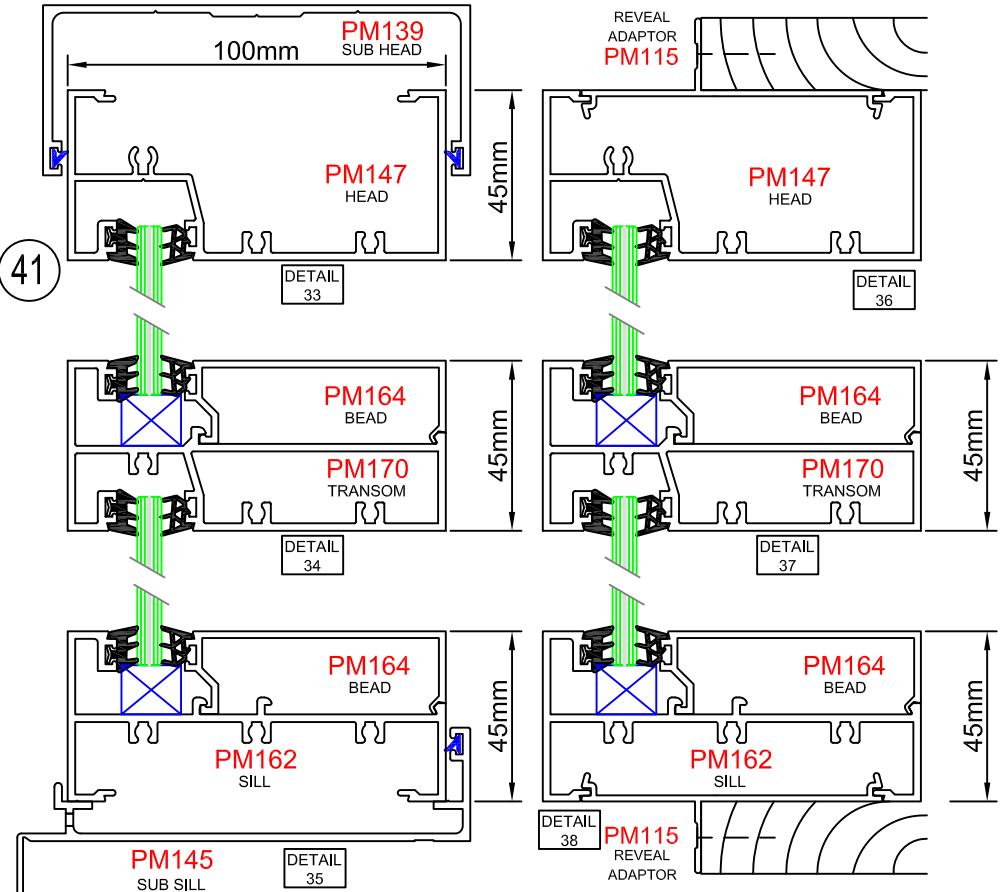 PM139
SUB HEAD
100mm
PM147
HEAD
45mm
41
DETAIL
33
REVEAL
ADAPTOR
PM115
PM147
HEAD
DETAIL
36
PM164
BEAD
PM170
TRANSOM
45mm
DETAIL
34
PM164
BEAD
PM170
TRANSOM
45mm
DETAIL
37
PM164
BEAD
PM162
SILL
45mm
PM145
SUB SILL
DETAIL
35
PM164
BEAD
PM162
SILL
45mm
DETAIL
38
PM115
REVEAL
ADAPTOR